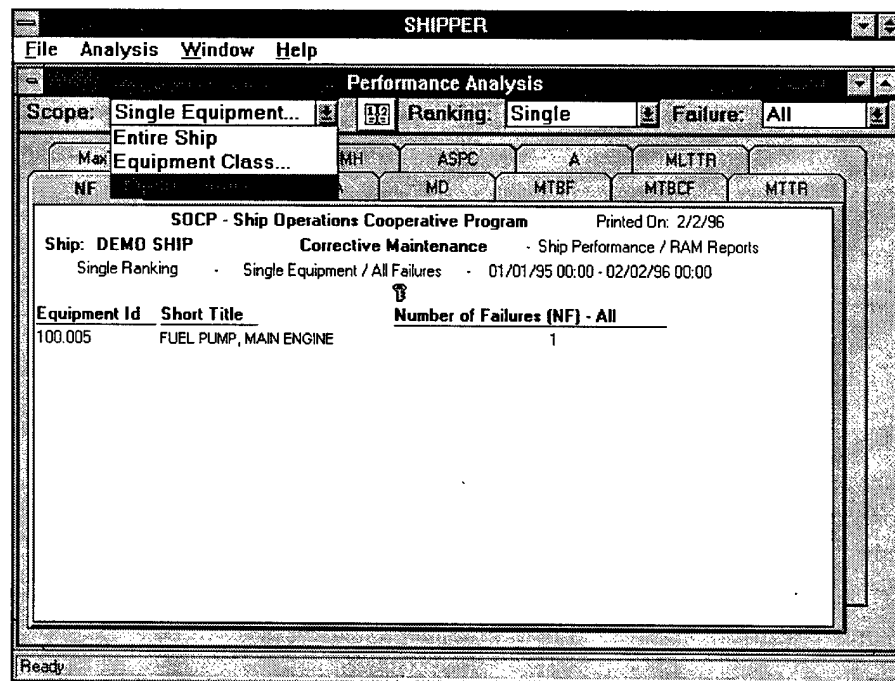 SHIPPER
File Analysis Window Help
Performance Analysis
Scope: Single Equipment... Ranking: Single Failure: All
Entire Ship
Equipment Class...
Max MH ASPC A MLTTR
NF A MD MTBF MTBCF MTTR
SOCP - Ship Operations Cooperative Program Printed On: 2/2/96
Ship: DEMO SHIP Corrective Maintenance - Ship Performance / RAM Reports
Single Ranking - Single Equipment / All Failures - 01/01/95 00:00 - 02/02/96 00:00
Equipment Id Short Title Number of Failures (NF) - All
100.005 FUEL PUMP, MAIN ENGINE 1
Ready